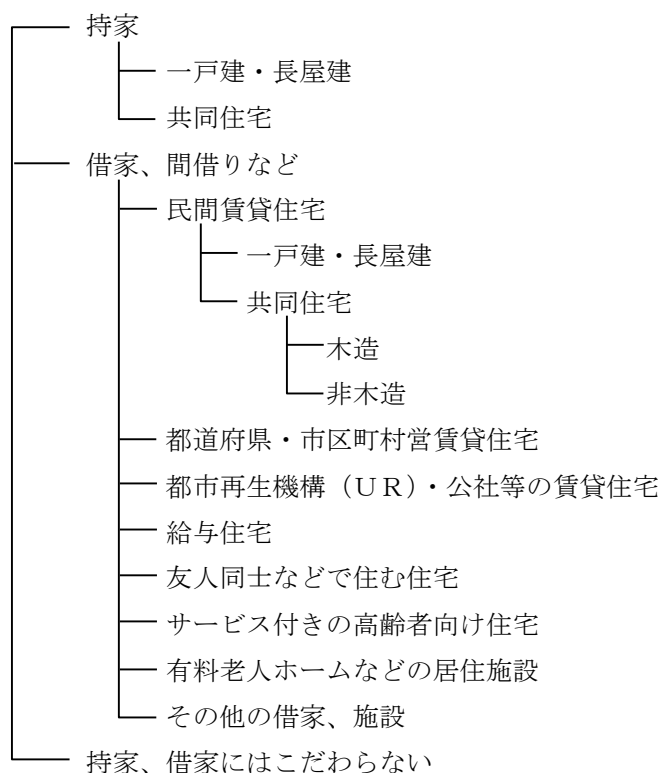 持家
一戸建・長屋建
共同住宅
借家、間借りなど
民間賃貸住宅
一戸建・長屋建
共同住宅
木造
非木造
都道府県・市区町村営賃貸住宅
都市再生機構（ＵＲ）・公社等の賃貸住宅
給与住宅
友人同士などで住む住宅
サービス付きの高齢者向け住宅
有料老人ホームなどの居住施設
その他の借家、施設
持家、借家にはこだわらない